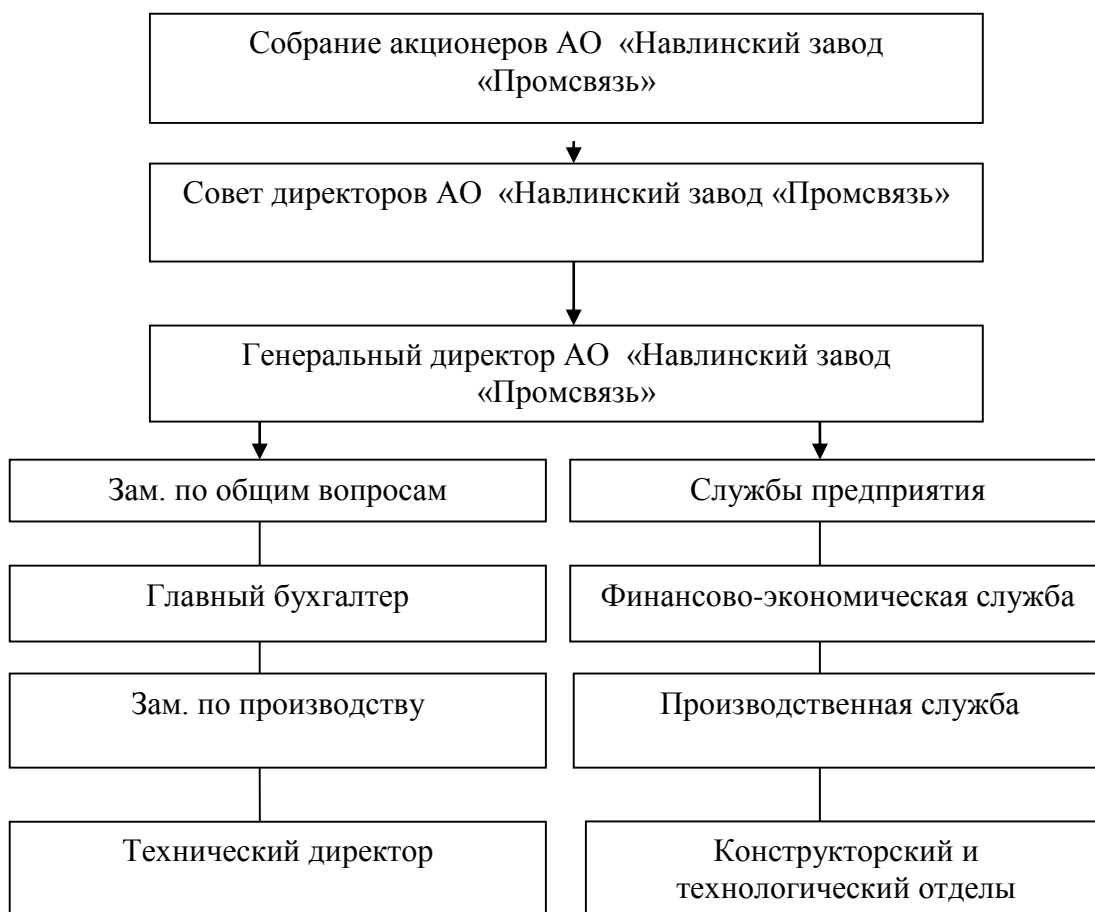 Собрание акционеров АО «Навлинский завод
«Промсвязь»
Совет директоров АО «Навлинский завод «Промсвязь»
Генеральный директор АО «Навлинский завод
«Промсвязь»
Зам. по общим вопросам
Службы предприятия
Главный бухгалтер
Финансово-экономическая служба
Зам. по производству
Производственная служба
Технический директор
Конструкторский и
технологический отделы